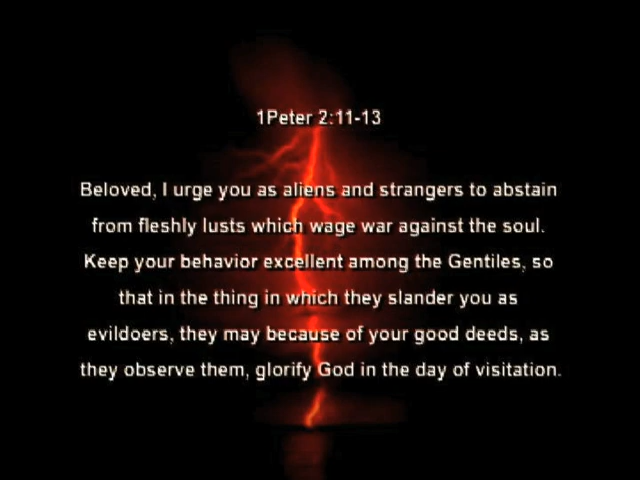 1Peter 2:11-13
Beloved, I urge you as aliens and strangers to abstain
from fleshly lusts which wage war against the soul.
Keep your behavior excellent among the Gentiles, so
that in the thing in which they slander you as
evildoers, they may because of your good deeds, as
they observe them, glorify God in the day of visitation.